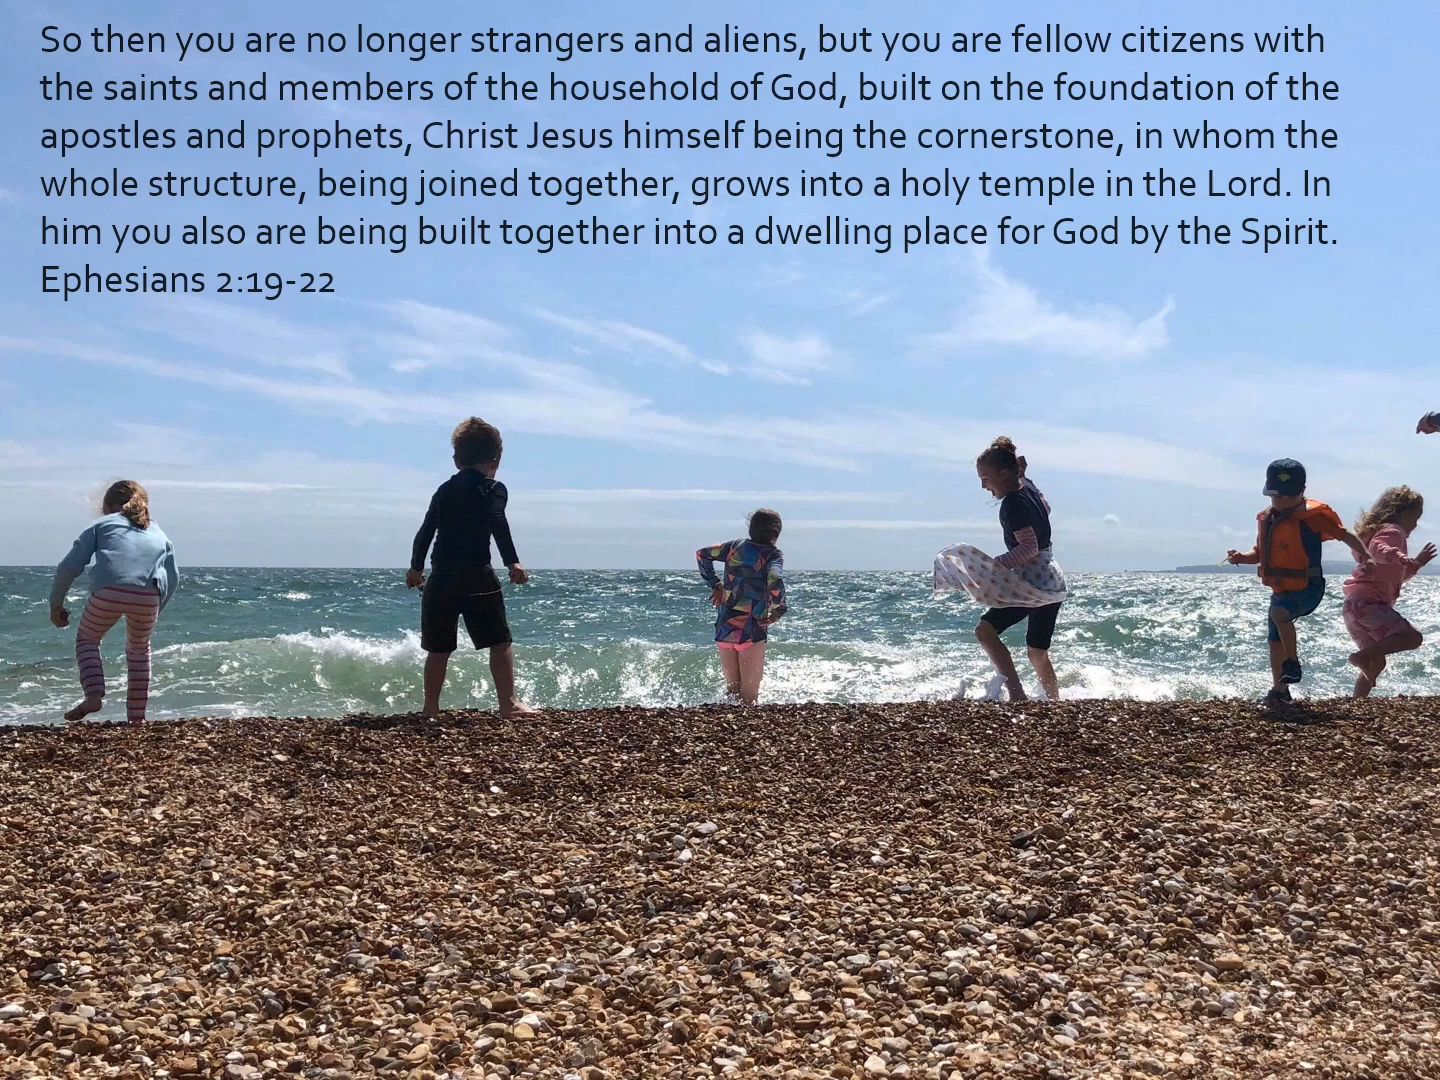 So then you are no longer strangers and aliens, but you are fellow citizens with
the saints and members of the household of God, built on the foundation of the
apostles and prophets, Christ Jesus himself being the cornerstone, in whom the
whole structure, being joined together, grows into a holy temple in the Lord. In
him you also are being built together into a dwelling place for God by the Spirit.
Ephesians 2:19-22